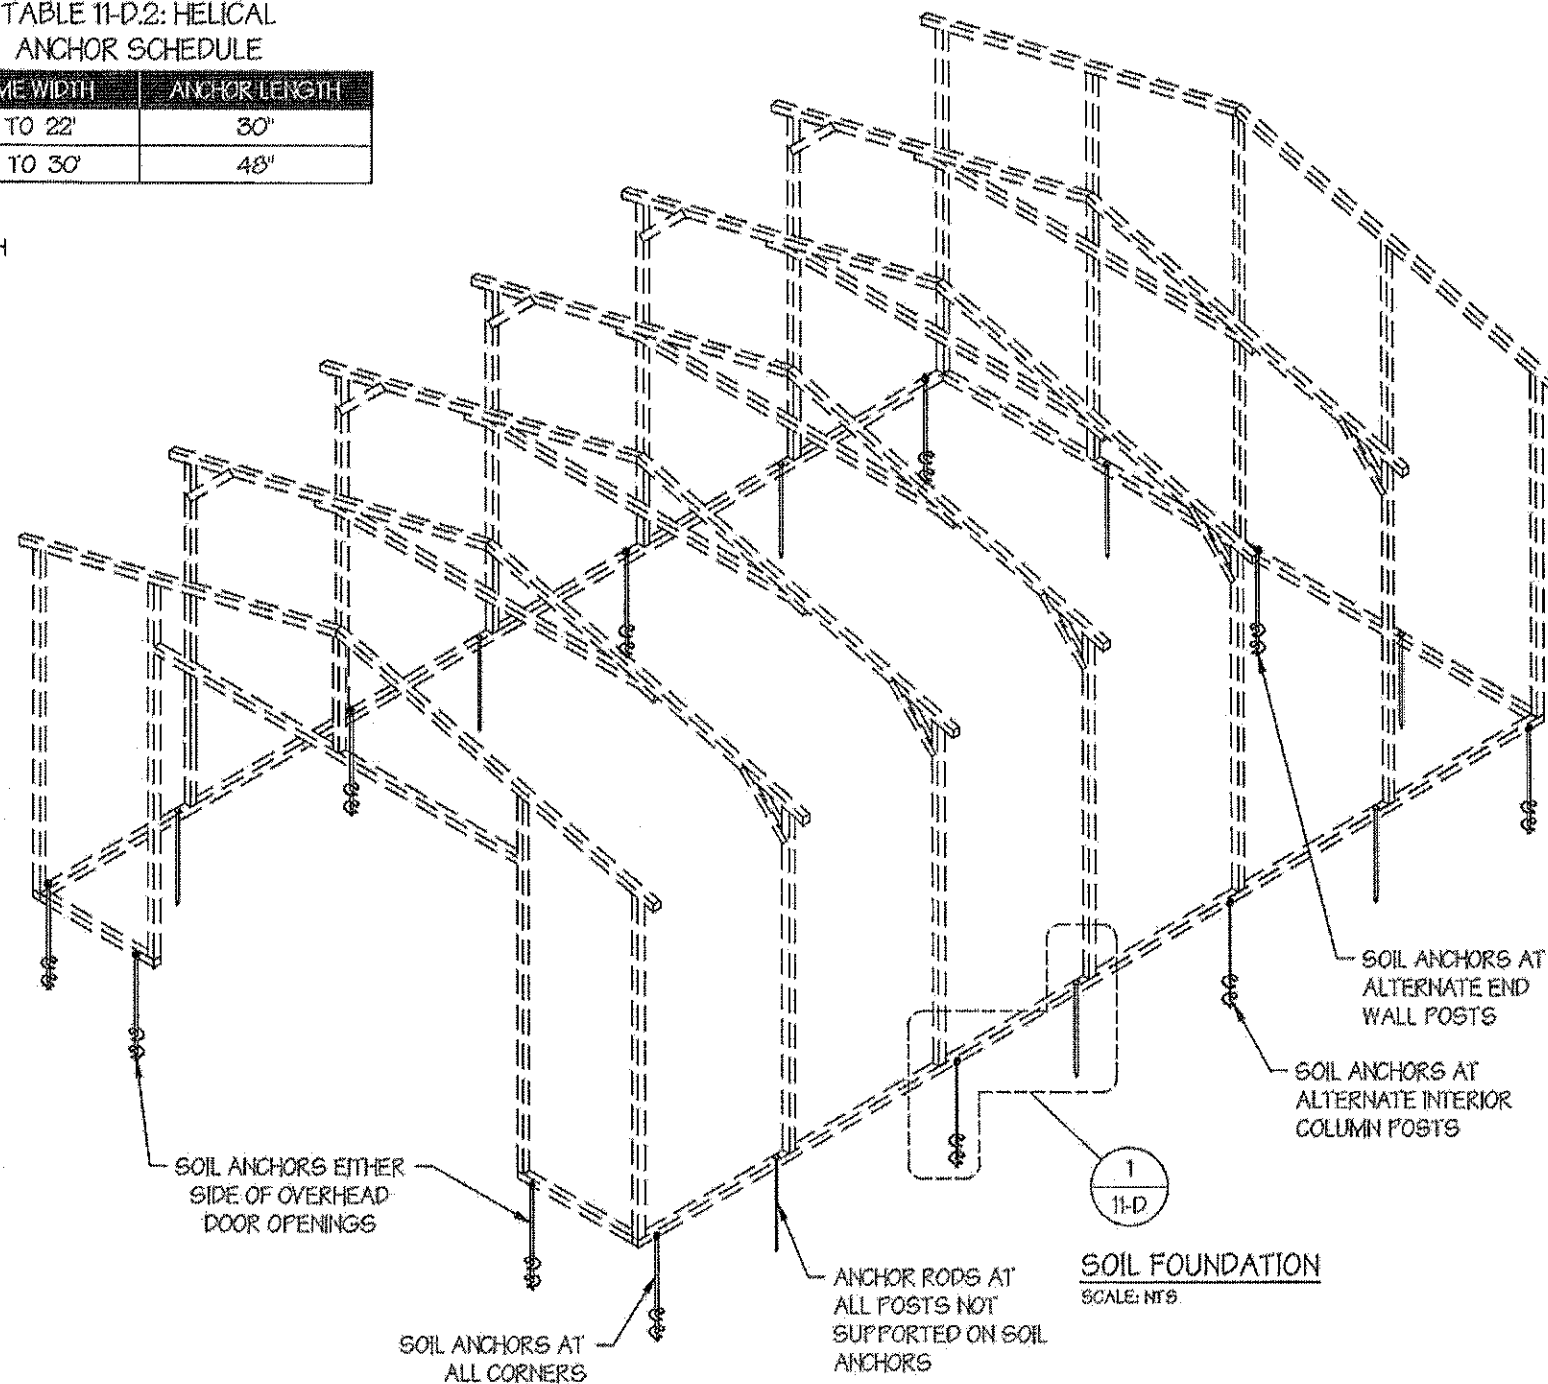 TABLE 11-D.2: HELICAL
ANCHOR SCHEDULE
ME WIDTH ANCHOR LENGTH
TO 22' 30"
TO 30' 48"
H
SOIL ANCHORS AT
ALTERNATE END
WALL POSTS
SOIL ANCHORS AT
ALTERNATE INTERIOR
COLUMN POSTS
SOIL ANCHORS EITHER
SIDE OF OVERHEAD
DOOR OPENINGS
1
11-D
SOIL FOUNDATION
SCALE: NTS
ANCHOR RODS AT
ALL POSTS NOT
SUPPORTED ON SOIL
ANCHORS
SOIL ANCHORS AT
ALL CORNERS